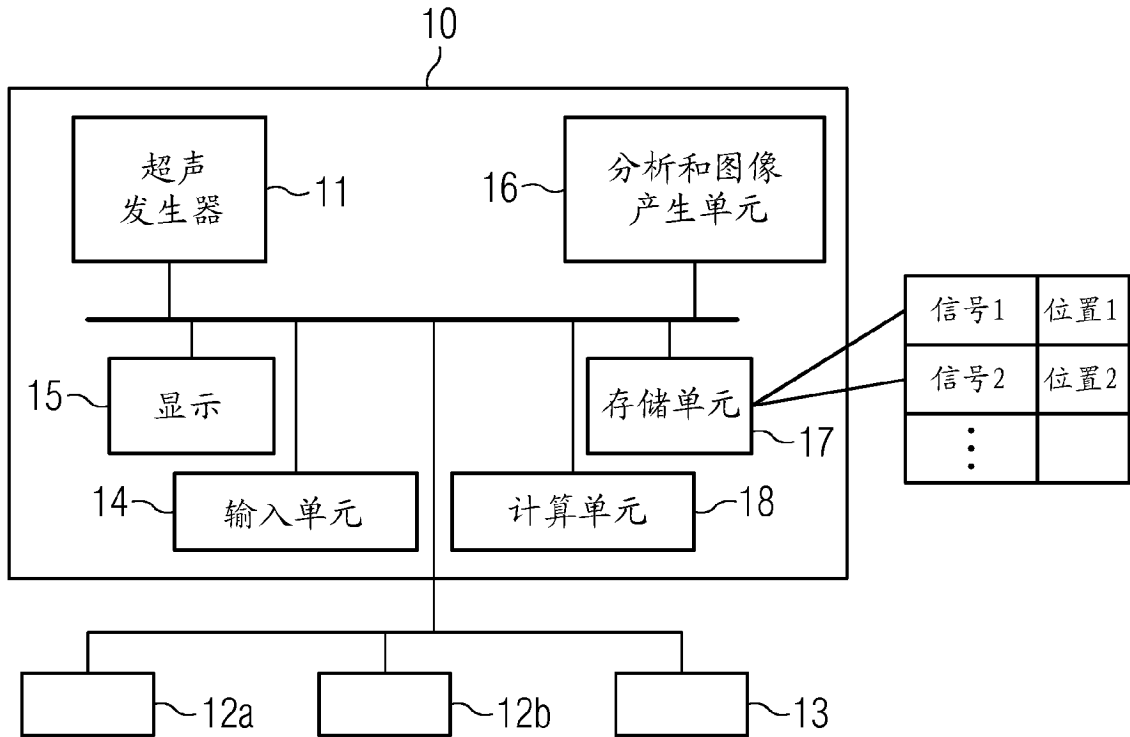 10
超声
发生器
11
16
分析和图像
产生单元
信号1
位置1
15
显示
存储单元
17
信号2
位置2
⋮
14
输入单元
计算单元
18
12a
12b
13